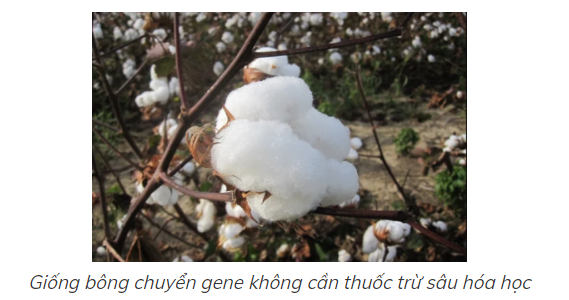 Giống bông chuyển gene không cần thuốc trừ sâu hóa học